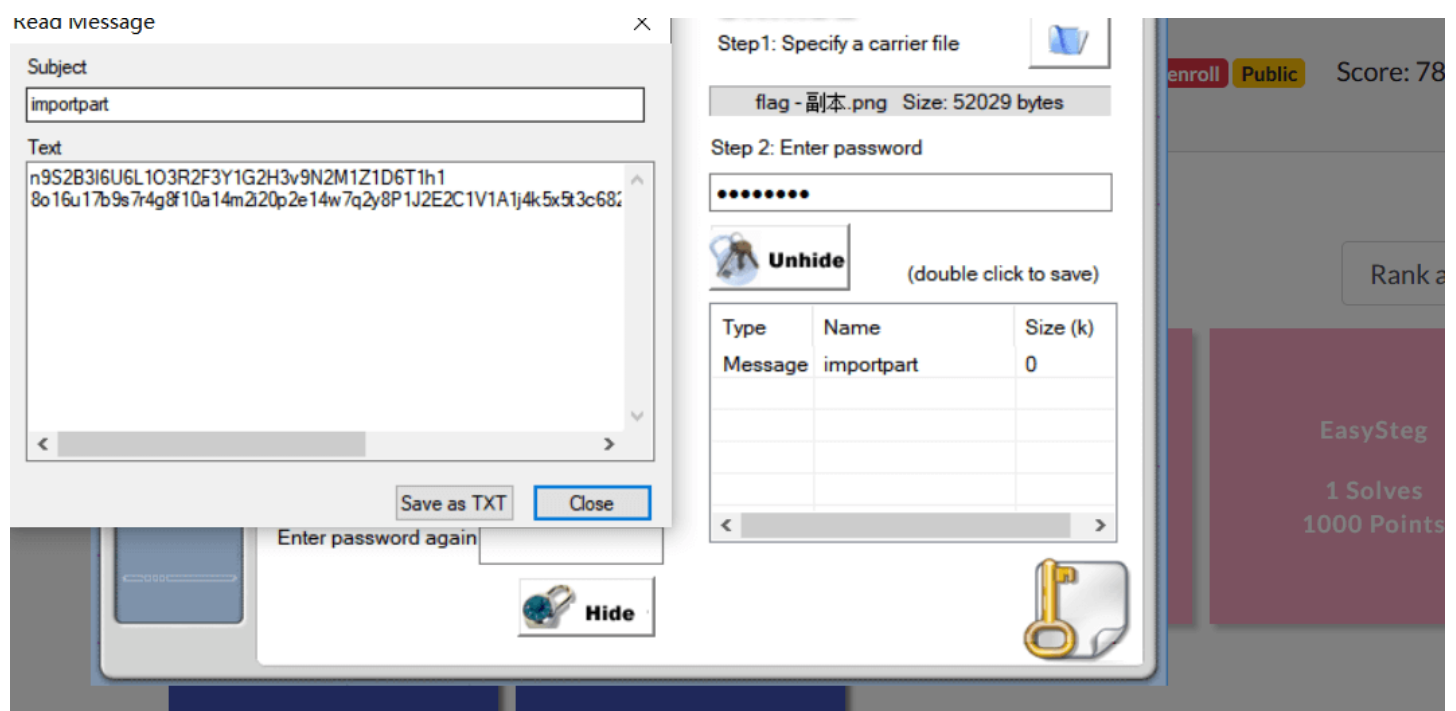 Read Message
Subject
importpart
Text
n9S2B3I6U6L1O3R2F3Y1G2H3v9N2M1Z1D6T1h1
8o16u17b9s7r4g8f10a14m2i20p2e14w7q2y8P1J2E2C1V1A1j4k5x5t3c682
Save as TXT
Close
Enter password again
Hide
Step1: Specify a carrier file
flag - 副本.png Size: 52029 bytes
Step 2: Enter password
Unhide
(double click to save)
Type Name Size (k)
Message importpart 0
enroll Public Score: 78
Rank a
EasySteg
1 Solves
1000 Points